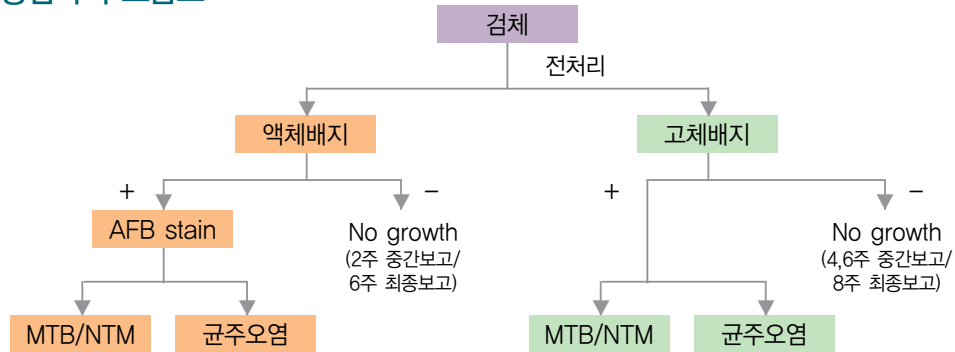 검체
전처리
액체배지
고체배지
+
−
+
−
AFB stain
No growth
(2주 중간보고/
6주 최종보고)
No growth
(4,6주 중간보고/
8주 최종보고)
MTB/NTM
균주오염
MTB/NTM
균주오염